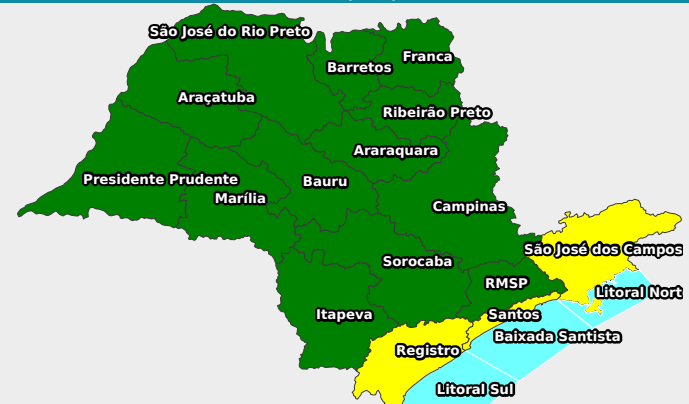 São José do Rio Preto
Franca
Barretos
Araçatuba
Ribeirão Preto
Araraquara
Presidente Prudente
Bauru
Marília
Campinas
São José dos Campos
Sorocaba
RMSP
Litoral Nort
Itapeva
Santos
Baixada Santista
Registro
Litoral Sul